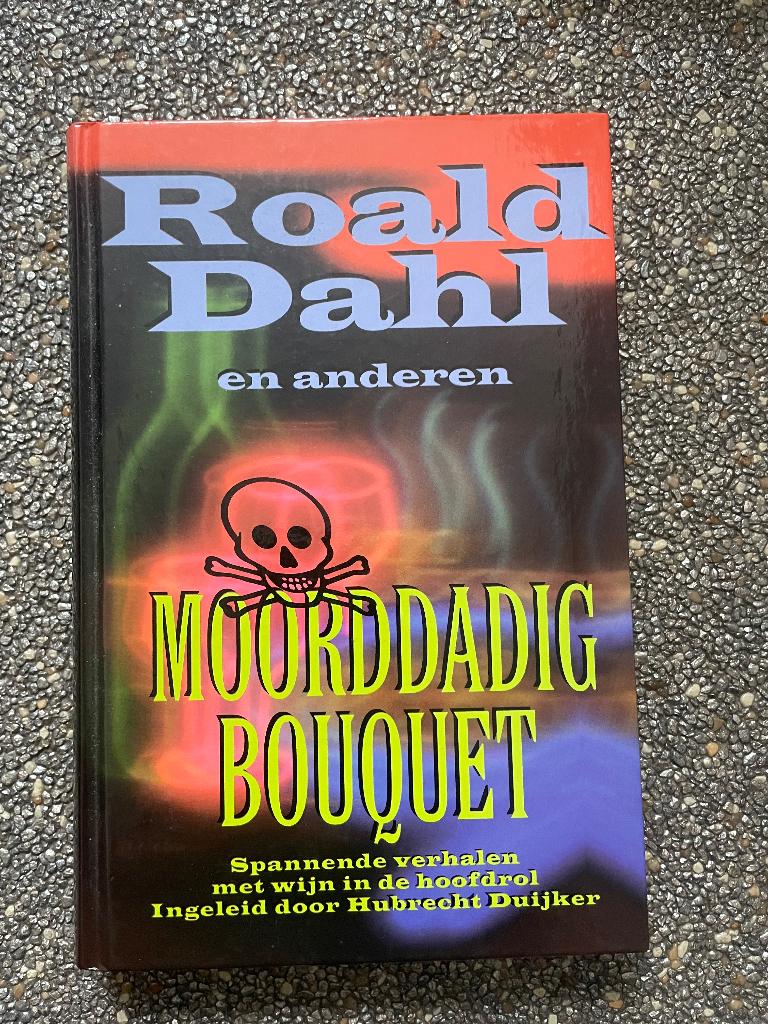 Roald
Dahl
en anderen
MOORDDADIG
BOUQUET
Spannende verhalen
met wijn in de hoofdrol
Ingeleid door Hubrecht Duijker